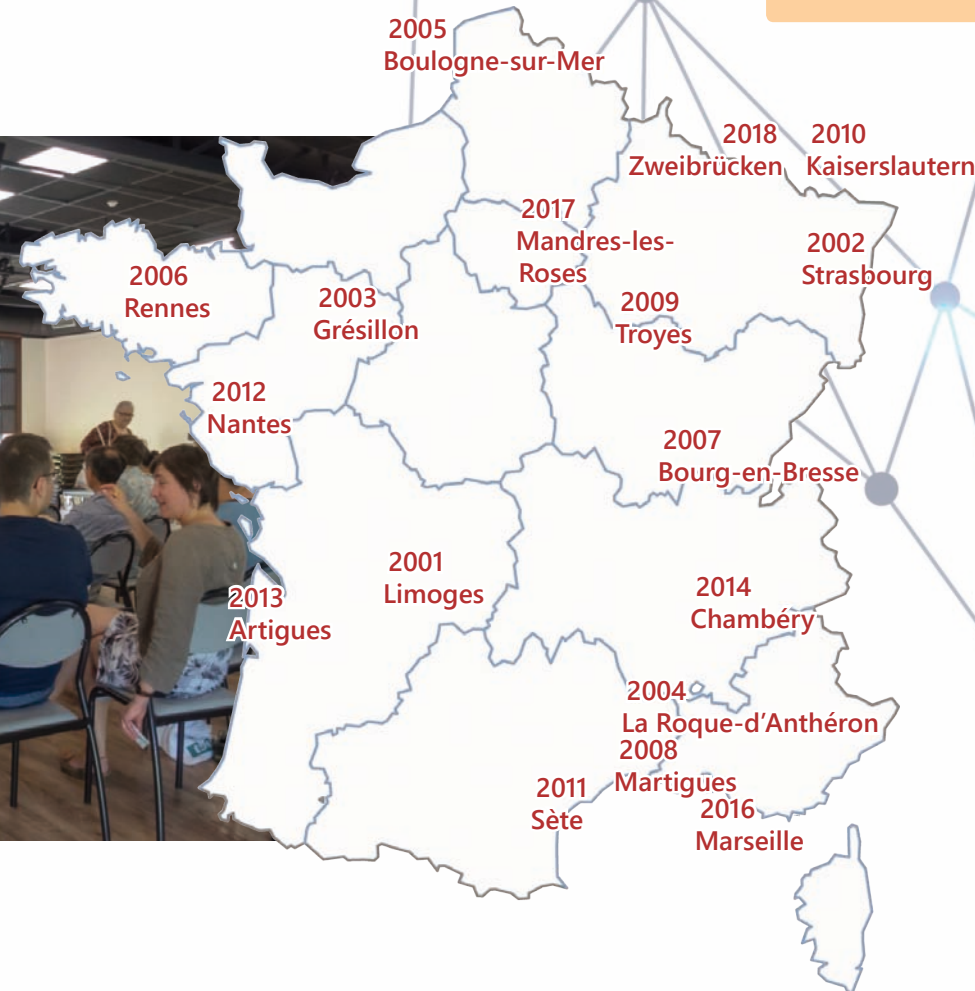 2005
Boulogne-sur-Mer
2018
Zweibrücken
2010
Kaiserslautern
2017
Mandres-les-
Roses
2002
Strasbourg
2006
Rennes
2003
Grésillon
2009
Troyes
2012
Nantes
2007
Bourg-en-Bresse
2001
Limoges
2013
Artigues
2014
Chambéry
2004
La Roque-d’Anthéron
2008
Martigues
2011
Sète
2016
Marseille